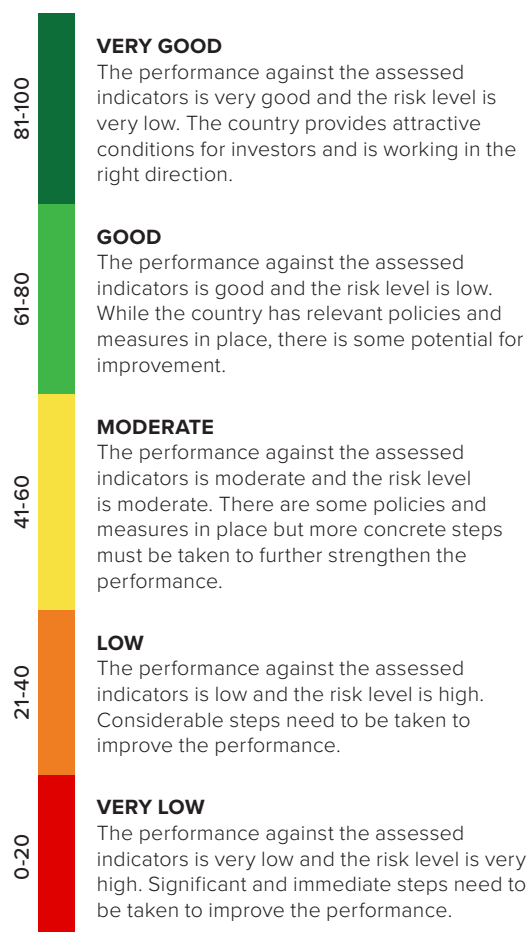 81-100
VERY GOOD
The performance against the assessed
indicators is very good and the risk level is
very low. The country provides attractive
conditions for investors and is working in the
right direction.
61-80
GOOD
The performance against the assessed
indicators is good and the risk level is low.
While the country has relevant policies and
measures in place, there is some potential for
improvement.
41-60
MODERATE
The performance against the assessed
indicators is moderate and the risk level
is moderate. There are some policies and
measures in place but more concrete steps
must be taken to further strengthen the
performance.
21-40
LOW
The performance against the assessed
indicators is low and the risk level is high.
Considerable steps need to be taken to
improve the performance.
0-20
VERY LOW
The performance against the assessed
indicators is very low and the risk level is very
high. Significant and immediate steps need to
be taken to improve the performance.